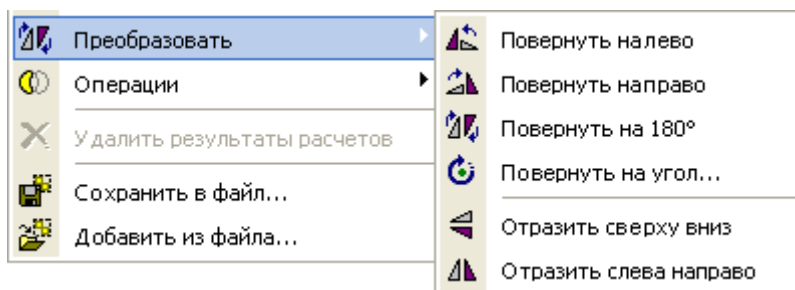 Преобразовать
Операции
Удалить результаты расчетов
Сохранить в файл...
Добавить из файла...
Повернуть налево
Повернуть направо
Повернуть на 180°
Повернуть на угол...
Отразить сверху вниз
Отразить слева направо